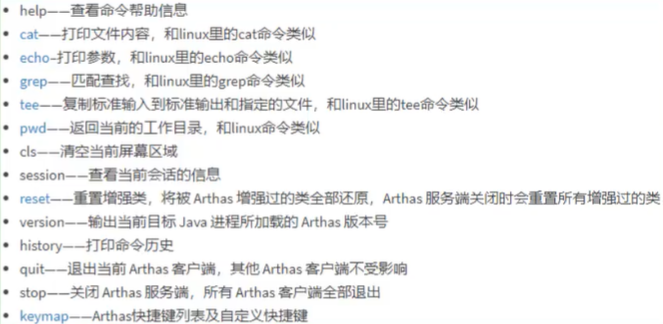 help——查看命令帮助信息
cat——打印文件内容，和linux里的cat命令类似
echo–打印参数，和linux里的echo命令类似
grep——匹配查找，和linux里的grep命令类似
tee——复制标准输入到标准输出和指定的文件，和linux里的tee命令类似
pwd——返回当前的工作目录，和linux命令类似
cls——清空当前屏幕区域
session——查看当前会话的信息
reset——重置增强类，将被 Arthas 增强过的类全部还原，Arthas 服务端关闭时会重置所有增强过的类
version——输出当前目标 Java 进程所加载的 Arthas 版本号
history——打印命令历史
quit——退出当前 Arthas 客户端，其他 Arthas 客户端不受影响
stop——关闭 Arthas 服务端，所有 Arthas 客户端全部退出
keymap——Arthas快捷键列表及自定义快捷键